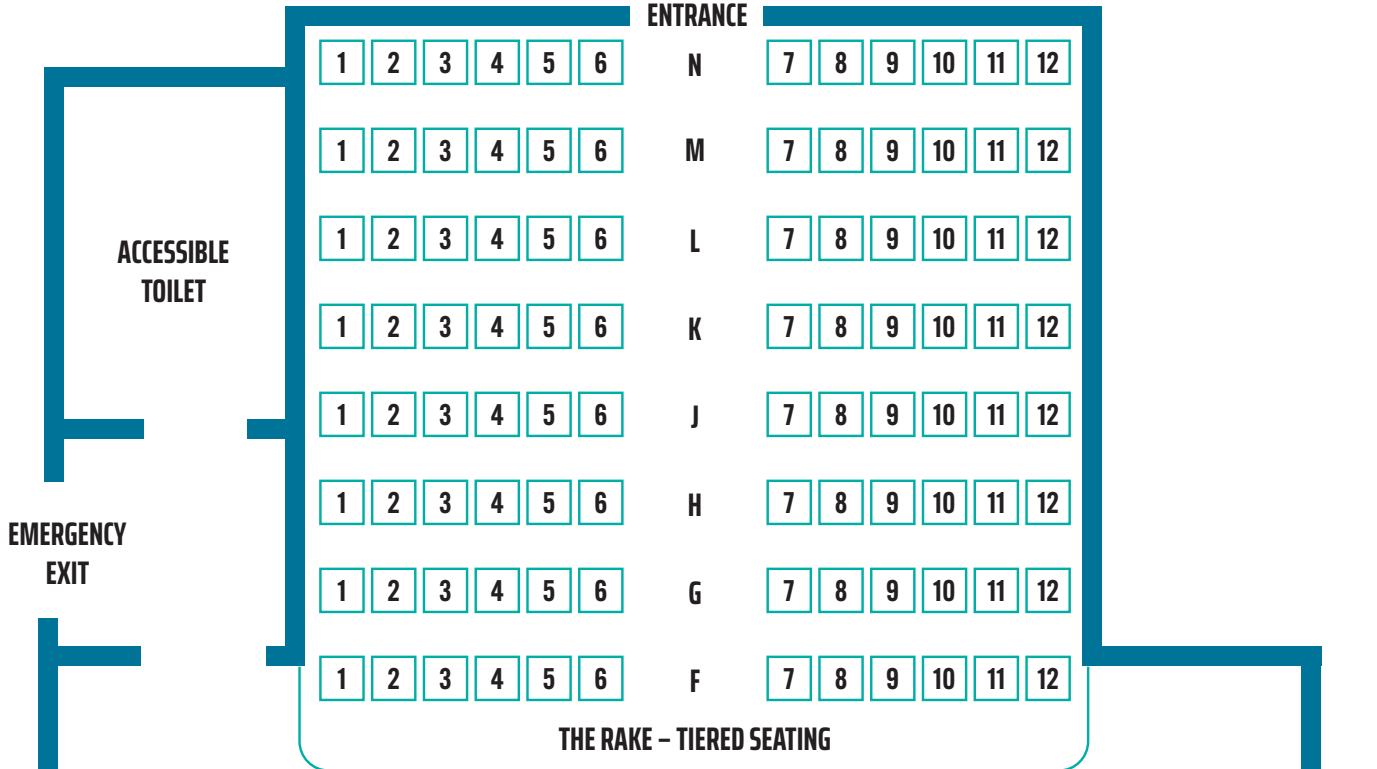 ENTRANCE
1 2 3 4 5 6 N 7 8 9 10 11 12
1 2 3 4 5 6 M 7 8 9 10 11 12
ACCESSIBLE
TOILET
1 2 3 4 5 6 L 7 8 9 10 11 12
1 2 3 4 5 6 K 7 8 9 10 11 12
1 2 3 4 5 6 J 7 8 9 10 11 12
1 2 3 4 5 6 H 7 8 9 10 11 12
EMERGENCY
EXIT
1 2 3 4 5 6 G 7 8 9 10 11 12
1 2 3 4 5 6 F 7 8 9 10 11 12
THE RAKE – TIERED SEATING